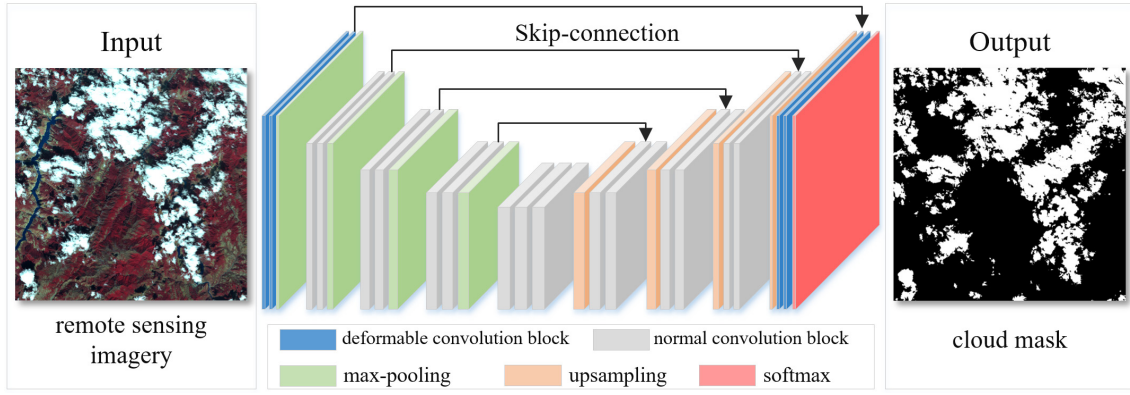 Input
remote sensing
imagery
Skip-connection
deformable convolution block
normal convolution block
max-pooling
upsampling
softmax
Output
cloud mask